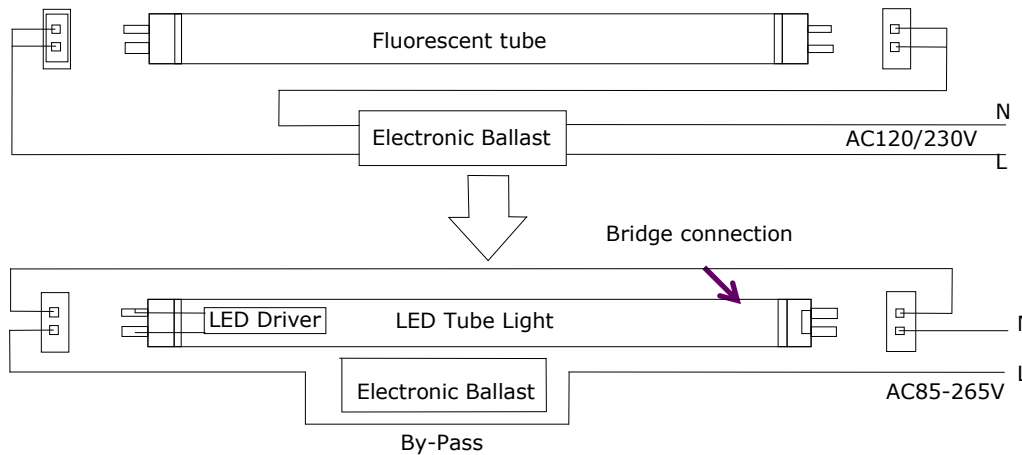 Fluorescent tube
N
Electronic Ballast
AC120/230V
L
Bridge connection
LED Driver
LED Tube Light
N
L
Electronic Ballast
AC85-265V
By-Pass